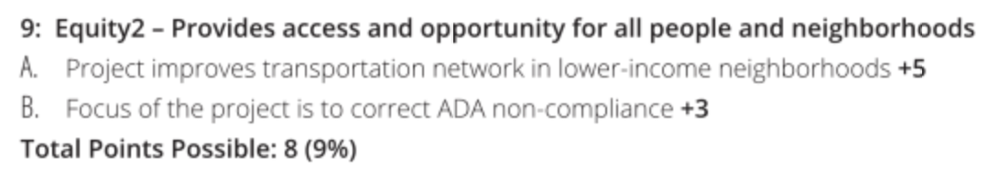 9: Equity2 – Provides access and opportunity for all people and neighborhoods
A. Project improves transportation network in lower-income neighborhoods +5
B. Focus of the project is to correct ADA non-compliance +3
Total Points Possible: 8 (9%)